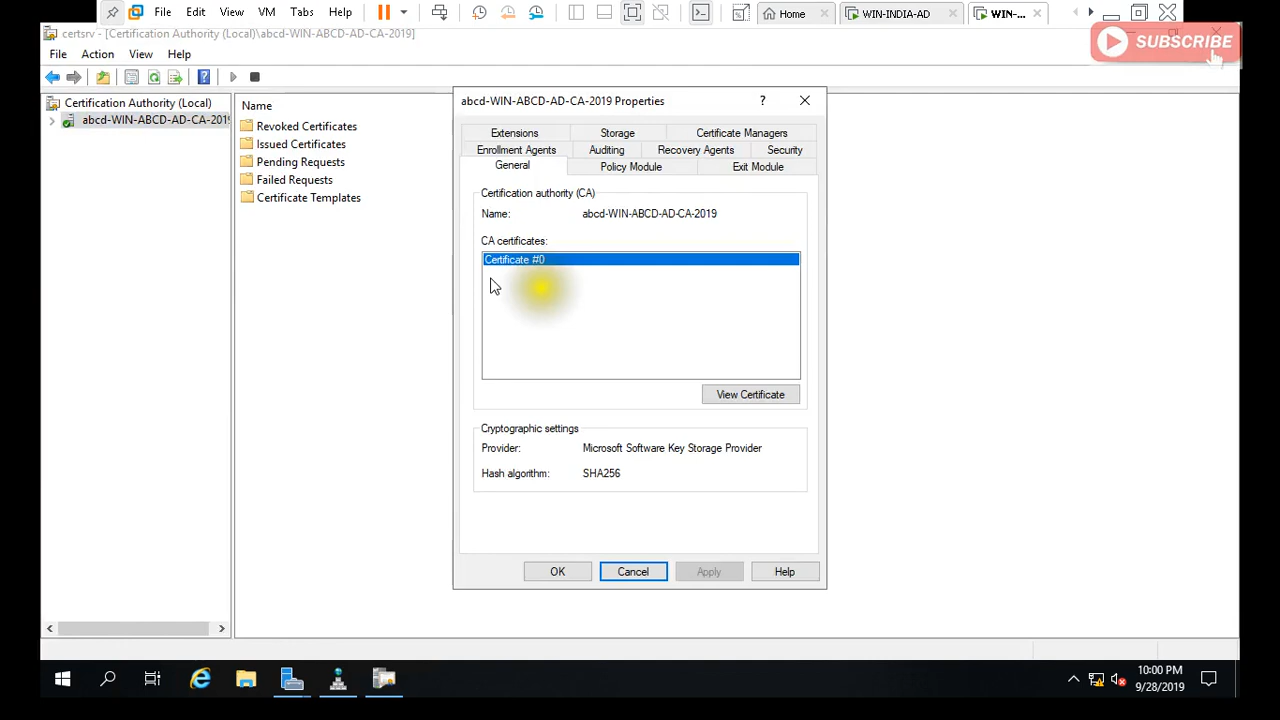 File Edit View VM Tabs Help
Home
WIN-INDIA-AD
WIN-...
certsrv - [Certification Authority (Local)\abcd-WIN-ABCD-AD-CA-2019]
SUBSCRIBE
File Action View Help
Certification Authority (Local)
abcd-WIN-ABCD-AD-CA-2019
Name
Revoked Certificates
Issued Certificates
Pending Requests
Failed Requests
Certificate Templates
abcd-WIN-ABCD-AD-CA-2019 Properties
Extensions Storage Certificate Managers
Enrollment Agents Auditing Recovery Agents Security
General Policy Module Exit Module
Certification authority (CA)
Name: abcd-WIN-ABCD-AD-CA-2019
CA certificates:
Certificate #0
View Certificate
Cryptographic settings
Provider: Microsoft Software Key Storage Provider
Hash algorithm: SHA256
OK Cancel Apply Help
10:00 PM
9/28/2019